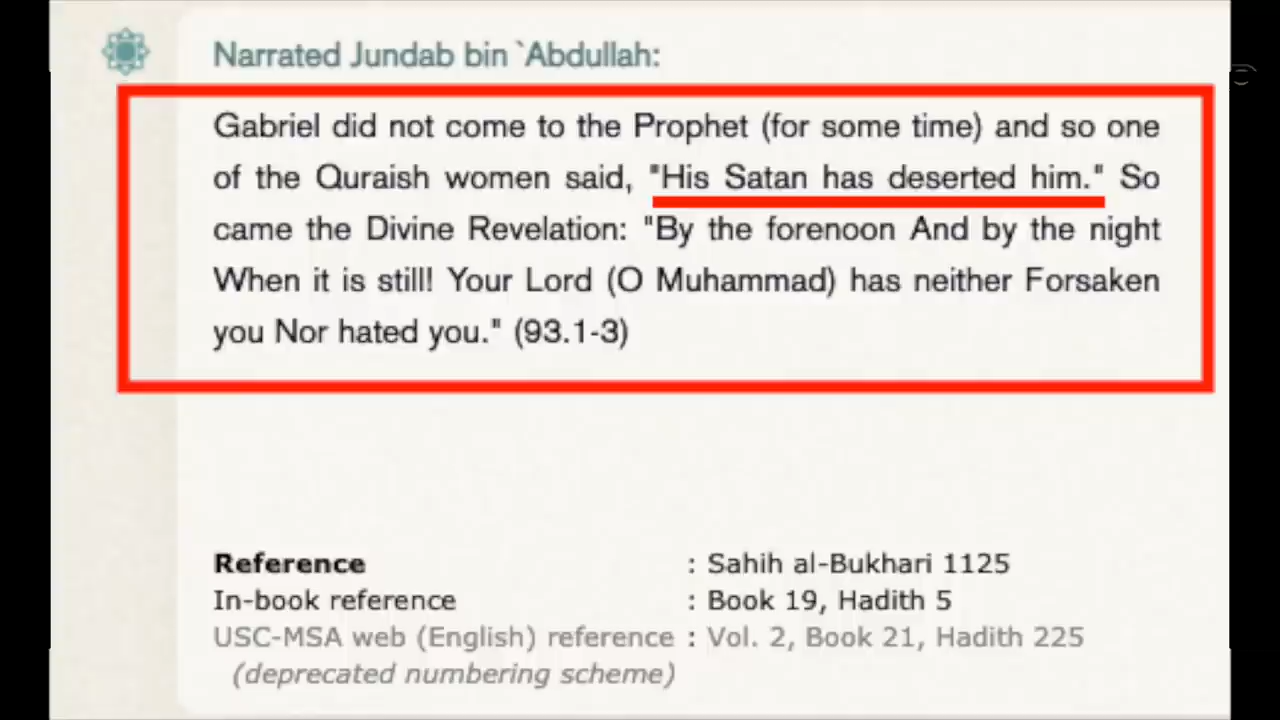 Narrated Jundab bin `Abdullah:
Gabriel did not come to the Prophet (for some time) and so one
of the Quraish women said, "His Satan has deserted him." So
came the Divine Revelation: "By the forenoon And by the night
When it is still! Your Lord (O Muhammad) has neither Forsaken
you Nor hated you." (93.1-3)
Reference : Sahih al-Bukhari 1125
In-book reference : Book 19, Hadith 5
USC-MSA web (English) reference : Vol. 2, Book 21, Hadith 225
(deprecated numbering scheme)